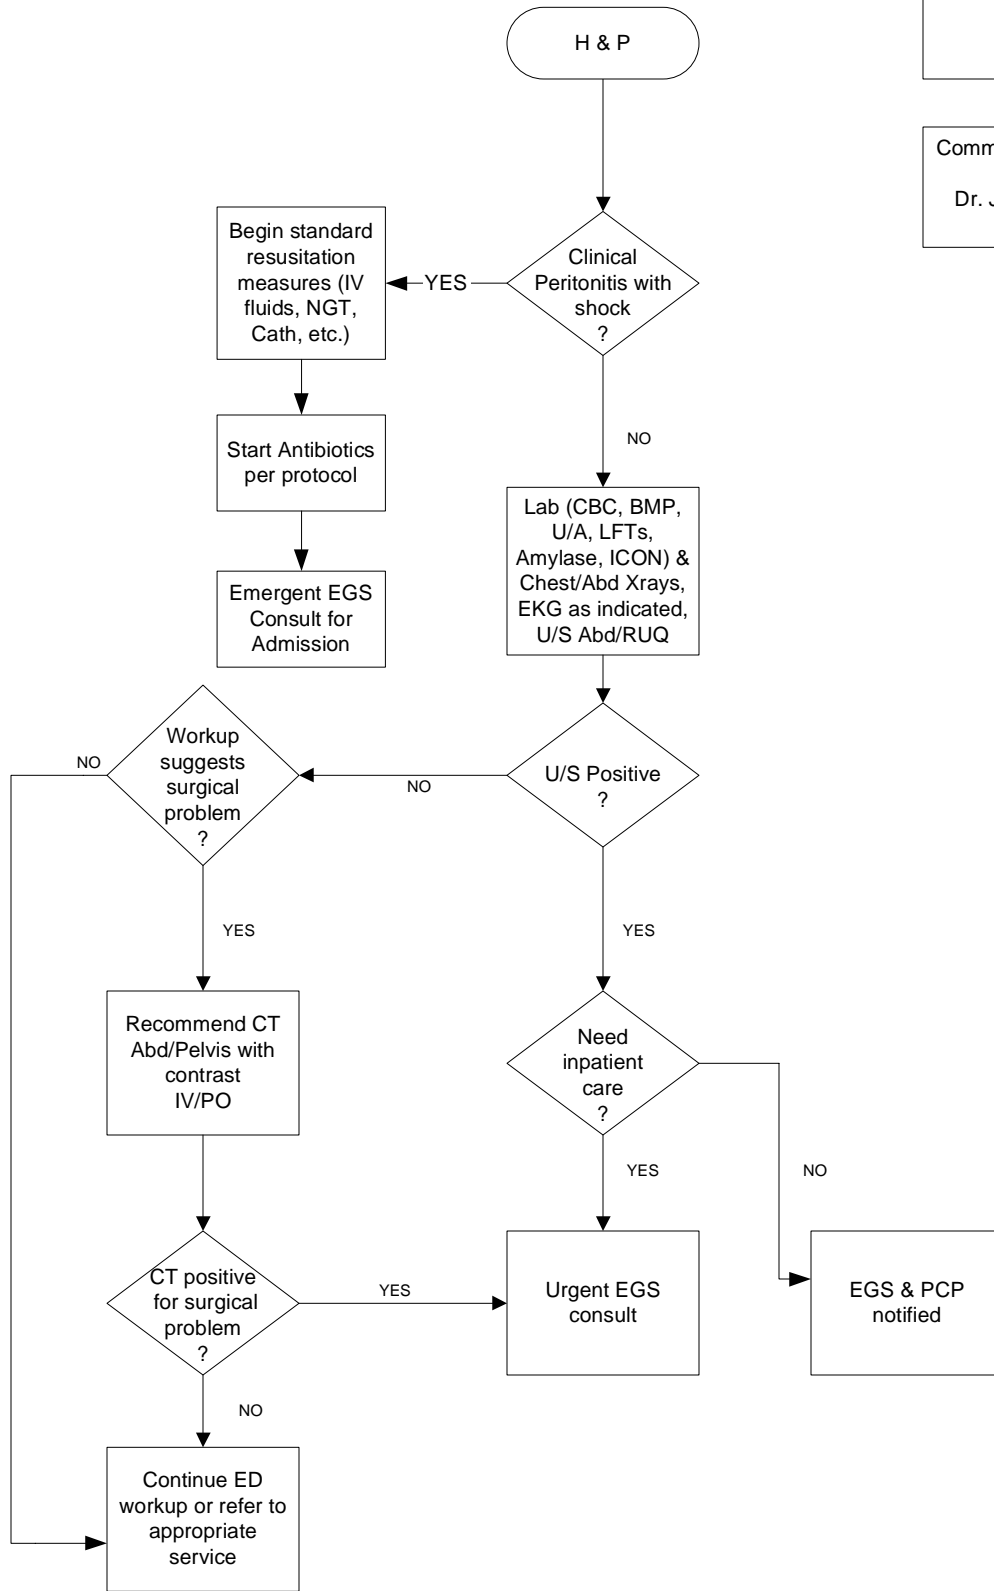 H & P
Comm
Dr. J
Begin standard
resusitation
measures (IV
fluids, NGT,
Cath, etc.)
YES
Clinical
Peritonitis with
shock
?
NO
Start Antibiotics
per protocol
Emergent EGS
Consult for
Admission
Lab (CBC, BMP,
U/A, LFTs,
Amylase, ICON) &
Chest/Abd Xrays,
EKG as indicated,
U/S Abd/RUQ
Workup
suggests
surgical
problem
?
NO
NO
U/S Positive
?
YES
YES
Recommend CT
Abd/Pelvis with
contrast
IV/PO
Need
inpatient
care
?
YES
NO
CT positive
for surgical
problem
?
YES
Urgent EGS
consult
EGS & PCP
notified
NO
Continue ED
workup or refer to
appropriate
service